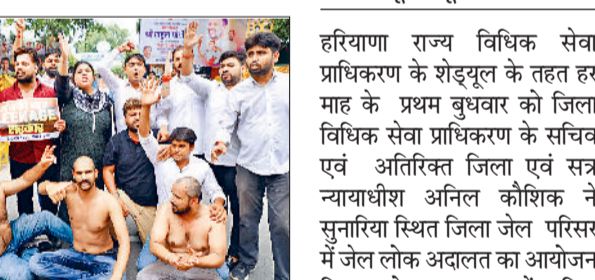 हरियाणा राज्य विधिक सेवा
प्राधिकरण के शेड्यूल के तहत हर
माह के प्रथम बुधवार को जिला
विधिक सेवा प्राधिकरण के सचिव
एवं अतिरिक्त जिला एवं सत्र
न्यायाधीश अनिल कौशिक ने
सुनारिया स्थित जिला जेल परिसर
में जेल लोक अदालत का आयोजन